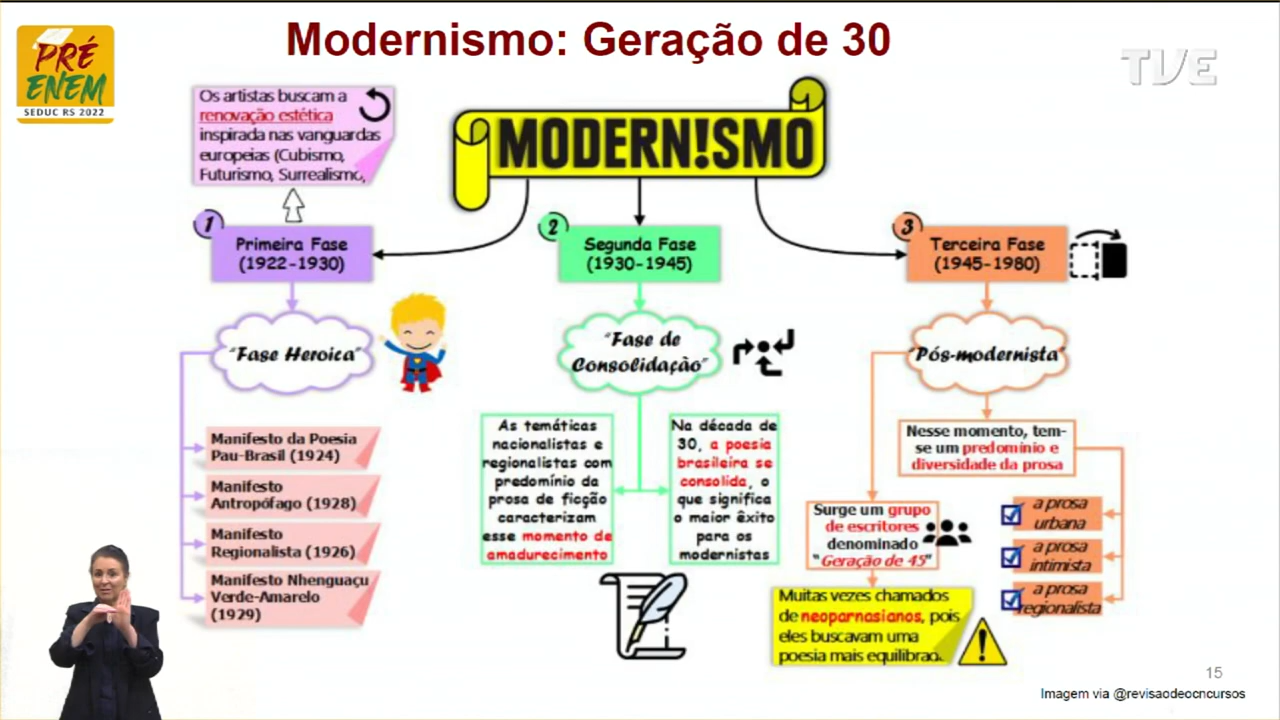 Modernismo: Geração de 30
PRÉ
ENEM
SEDUC RS 2022
TVE
Os artistas buscam a
renovação estética
inspirada nas vanguardas
europeias (Cubismo,
Futurismo, Surrealismo,
MODERN!SMO
1
Primeira Fase
(1922-1930)
"Fase Heroica"
Manifesto da Poesia
Pau-Brasil (1924)
Manifesto
Antropófago (1928)
Manifesto
Regionalista (1926)
Manifesto Nhenguaçu
Verde-Amarelo
(1929)
2
Segunda Fase
(1930-1945)
"Fase de
Consolidação"
As temáticas
nacionalistas e
regionalistas com
predomínio da
prosa de ficção
caracterizam
esse momento de
amadurecimento
Na década de
30, a poesia
brasileira se
consolida, o
que significa
o maior êxito
para os
modernistas
3
Terceira Fase
(1945-1980)
"Pós-modernista"
Nesse momento, tem-
se um predomínio e
diversidade da prosa
a prosa
urbana
a prosa
intimista
a prosa
regionalista
Surge um grupo
de escritores
denominado
"Geração de 45"
Muitas vezes chamados
de neoparnasianos, pois
eles buscavam uma
poesia mais equilibrad.
15
Imagem via @revisaodeocncursos